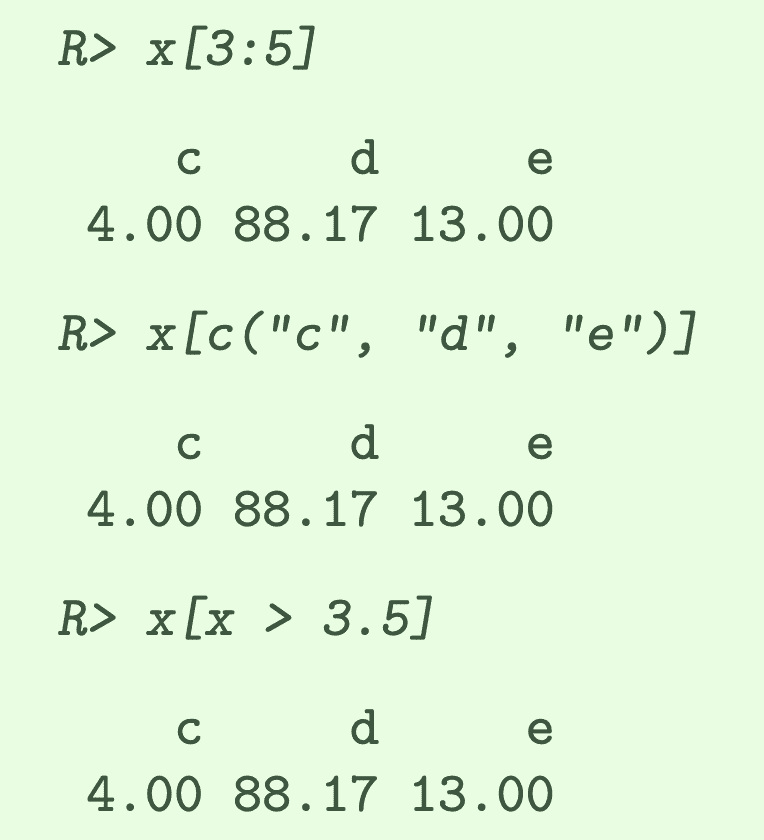 R> x[3:5]
c d e
4.00 88.17 13.00
R> x[c("c", "d", "e")]
c d e
4.00 88.17 13.00
R> x[x > 3.5]
c d e
4.00 88.17 13.00